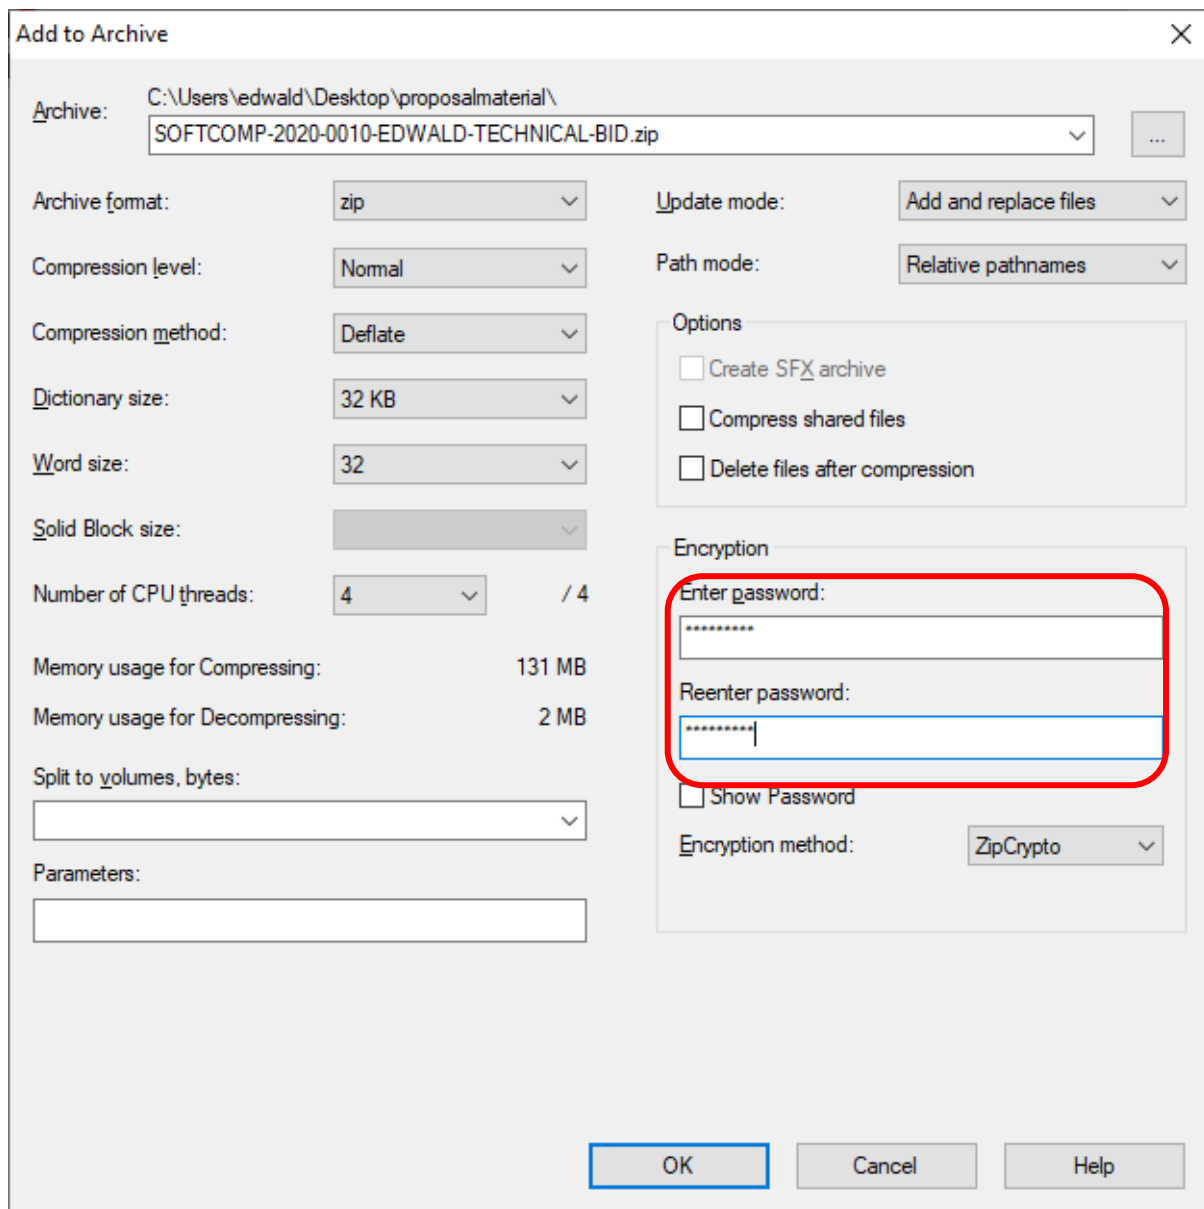 Add to Archive
Archive:
C:\Users\edwald\Desktop\proposalmaterial\
SOFTCOMP-2020-0010-EDWALD-TECHNICAL-BID.zip
...
Archive format:
zip
Compression level:
Normal
Compression method:
Deflate
Dictionary size:
32 KB
Word size:
32
Solid Block size:
Number of CPU threads:
4
/ 4
Memory usage for Compressing:
131 MB
Memory usage for Decompressing:
2 MB
Split to volumes, bytes:
Parameters:
Update mode:
Add and replace files
Path mode:
Relative pathnames
Options
Create SFX archive
Compress shared files
Delete files after compression
Encryption
Enter password:
*********
Reenter password:
*********
Show Password
Encryption method:
ZipCrypto
OK
Cancel
Help